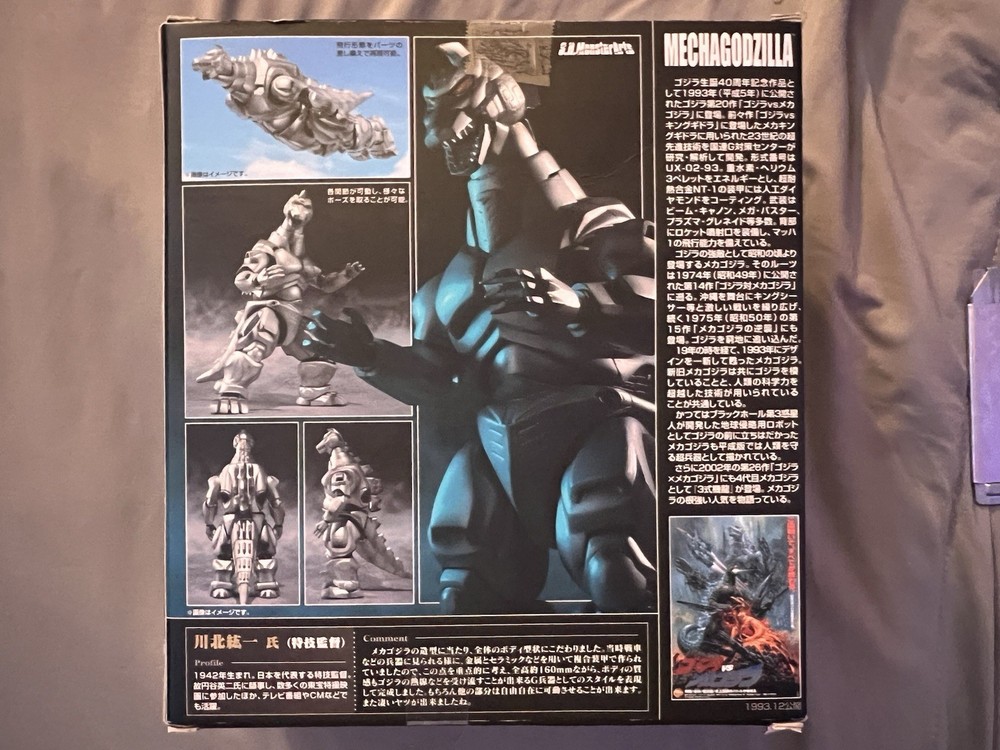 飛行形態をパーツの
差し換えで再現可能。
※画像はイメージです。
各関節が可動し、様々な
ポーズを取ることが可能。
※画像はイメージです。
S.H.MonsterArts
MECHAGODZILLA
ゴジラ生誕40周年記念作品と
して1993年(平成5年)に公開さ
れたゴジラ第20作「ゴジラvsメカ
ゴジラ」に登場。前々作「ゴジラvs
キングギドラ」に登場したメカキン
グギドラに用いられた23世紀の超
先進技術を国連G対策センターが
研究・解析して開発。形式番号は
UX-02-93。重水素・ヘリウム
3ペレットをエネルギーとし、超耐
熱合金NT-1の装甲には人工ダイ
ヤモンドをコーティング。武装は
ビーム・キャノン、メガ・バスター、
プラズマ・グレネイド等多数。背部
にロケット噴射口を装備し、マッハ
1の飛行能力を備えている。
ゴジラの強敵として昭和の頃より
登場するメカゴジラ。そのルーツ
は1974年(昭和49年)に公開さ
れた第14作「ゴジラ対メカゴジラ」
に遡る。沖縄を舞台にキングシー
サー等と激しい戦いを繰り広げ、
続く1975年(昭和50年)の第
15作「メカゴジラの逆襲」にも
登場。ゴジラを窮地に追い込んだ。
19年の時を経て、1993年にデザ
インを一新して甦ったメカゴジラ。
新旧メカゴジラは共にゴジラを模
していることと、人類の科学力を
超越した技術が用いられている
ことが共通している。
かつてはブラックホール第3惑星
人が開発した地球侵略用ロボット
としてゴジラの前に立ちはだかった
メカゴジラも平成版では人類を守
る超兵器として描かれている。
さらに2002年の第26作「ゴジラ
×メカゴジラ」にも4代目メカゴジラ
として『3式機龍』が登場。メカゴジ
ラの根強い人気を物語っている。
1993.12公開
川北紘一 氏 (特技監督)
Profile
1942年生まれ。日本を代表する特技監督。
故円谷英二氏に師事し、数多くの東宝特撮映
画に参加したほか、テレビ番組やCMなどで
も活躍。
Comment
メカゴジラの造型に当たり、全体のボディ型状にこだわりました。当時戦車
などの兵器に見られる様に、金属とセラミックなどを用いて複合装甲で作られ
ていましたので、この点を重点的に考え、全高約160mmながら、ボディの質
感もゴジラの熱線などを受け流すことが出来るG兵器としてのスタイルを表現
して完成しました。もちろん他の部分は自由自在に可動させることが出来ます。
また凄いヤツが出来ましたね。